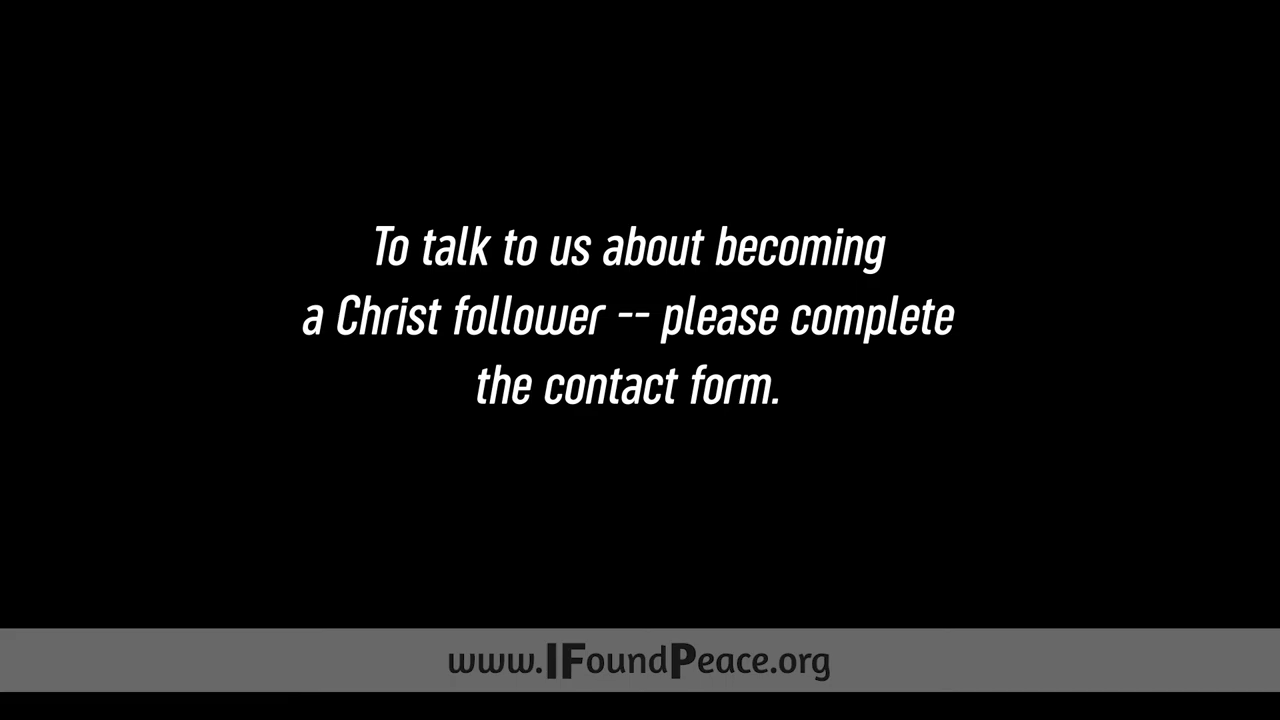 To talk to us about becoming
a Christ follower -- please complete
the contact form.
www.IFoundPeace.org